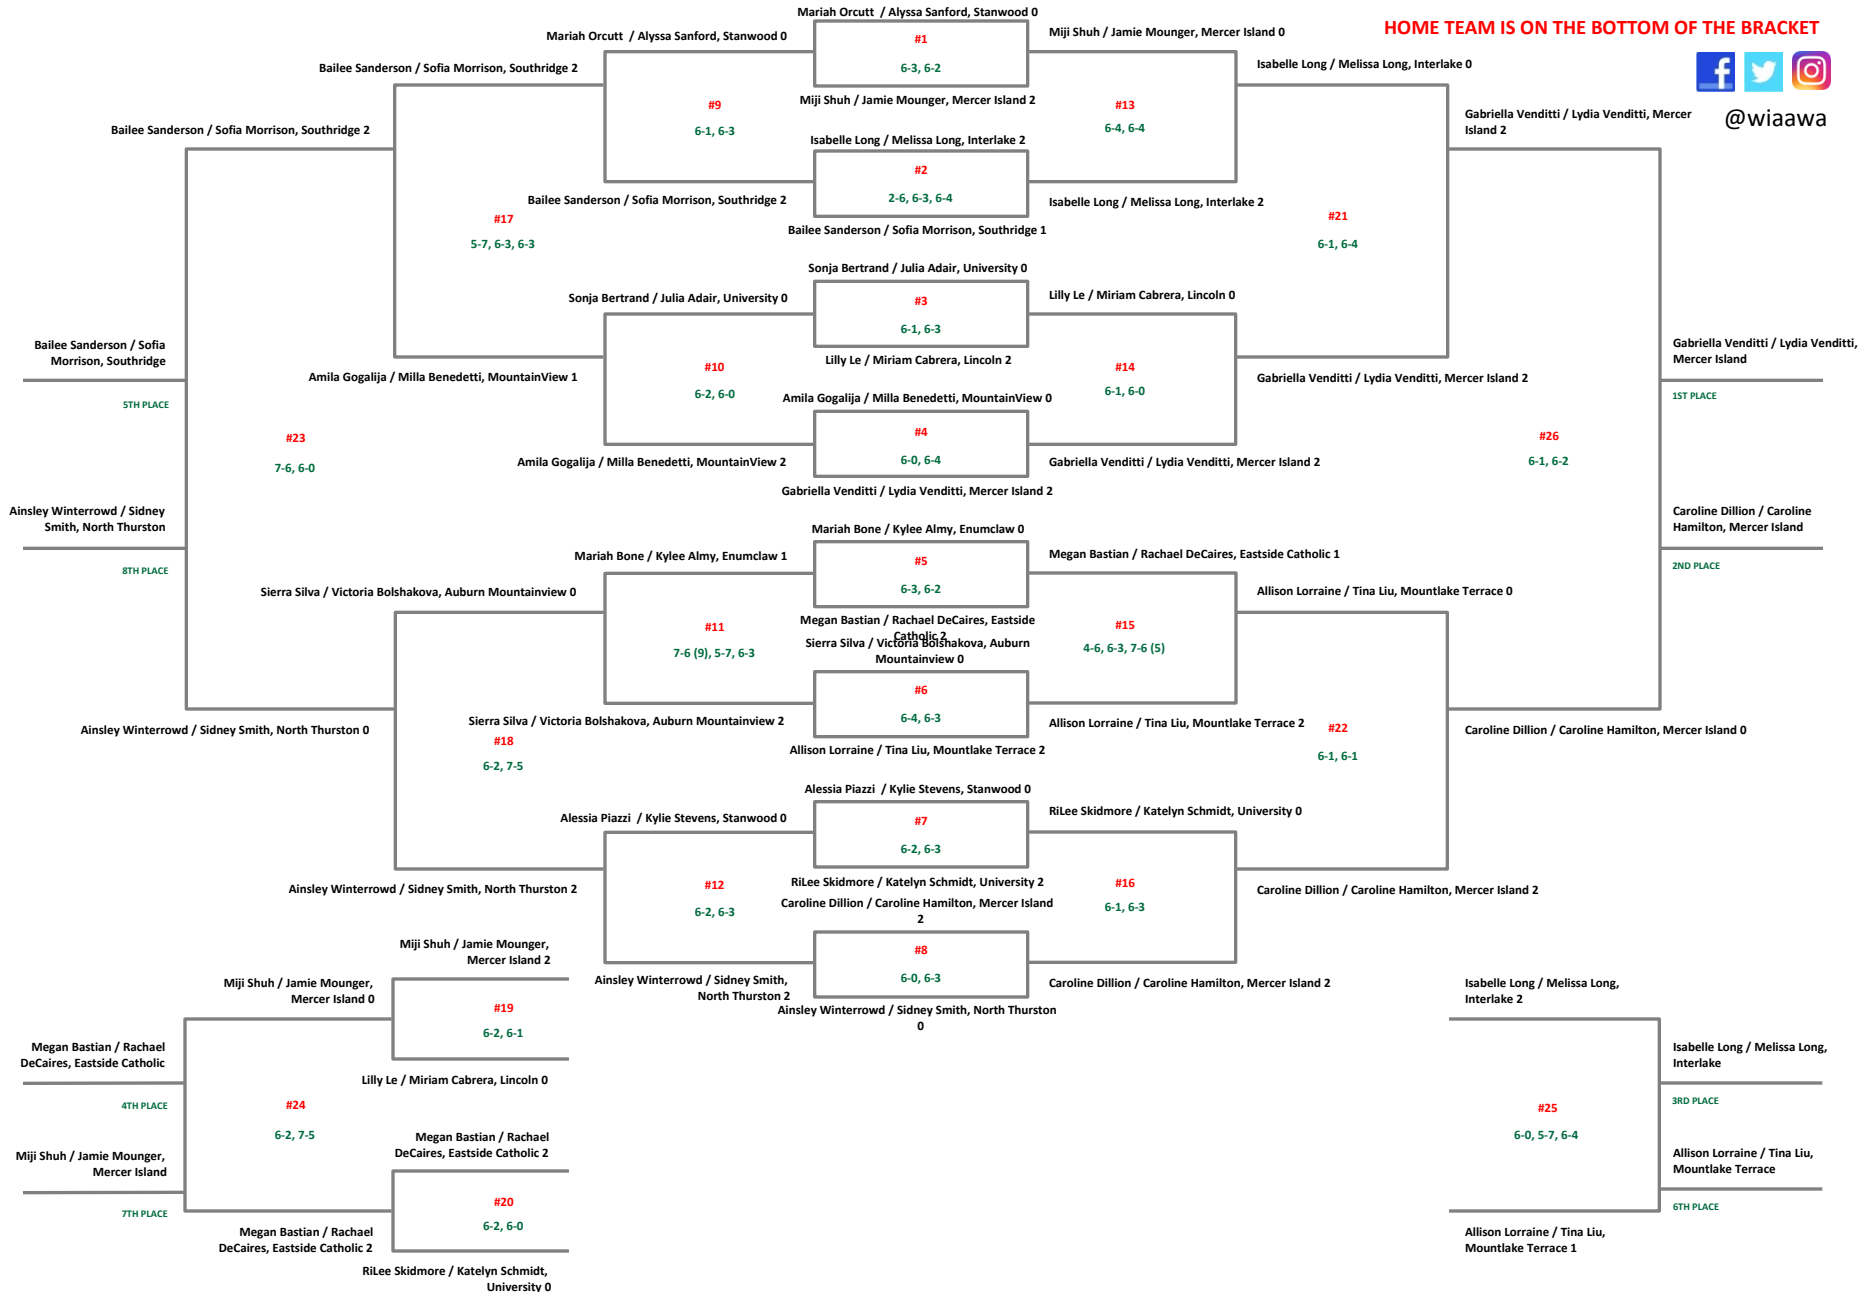 HOME TEAM IS ON THE BOTTOM OF THE BRACKET
@wiaawa
Mariah Orcutt  / Alyssa Sanford, Stanwood 0
#1
6-3, 6-2
Miji Shuh / Jamie Mounger, Mercer Island 2
Isabelle Long / Melissa Long, Interlake 2
#2
2-6, 6-3, 6-4
Bailee Sanderson / Sofia Morrison, Southridge 1
Sonja Bertrand / Julia Adair, University 0
#3
6-1, 6-3
Lilly Le / Miriam Cabrera, Lincoln 2
Amila Gogalija / Milla Benedetti, MountainView 0
#4
6-0, 6-4
Gabriella Venditti / Lydia Venditti, Mercer Island 2
Mariah Bone / Kylee Almy, Enumclaw 0
#5
6-3, 6-2
Megan Bastian / Rachael DeCaires, Eastside
Catholic 2
Sierra Silva / Victoria Bolshakova, Auburn
Mountainview 0
#6
6-4, 6-3
Allison Lorraine / Tina Liu, Mountlake Terrace 2
Alessia Piazzi  / Kylie Stevens, Stanwood 0
#7
6-2, 6-3
RiLee Skidmore / Katelyn Schmidt, University 2
Caroline Dillion / Caroline Hamilton, Mercer Island
2
#8
6-0, 6-3
Ainsley Winterrowd / Sidney Smith, North Thurston
0
Mariah Orcutt  / Alyssa Sanford, Stanwood 0
#9
6-1, 6-3
Bailee Sanderson / Sofia Morrison, Southridge 2
Sonja Bertrand / Julia Adair, University 0
#10
6-2, 6-0
Amila Gogalija / Milla Benedetti, MountainView 2
Mariah Bone / Kylee Almy, Enumclaw 1
#11
7-6 (9), 5-7, 6-3
Sierra Silva / Victoria Bolshakova, Auburn Mountainview 2
Alessia Piazzi  / Kylie Stevens, Stanwood 0
#12
6-2, 6-3
Ainsley Winterrowd / Sidney Smith,
North Thurston 2
Miji Shuh / Jamie Mounger, Mercer Island 0
#13
6-4, 6-4
Isabelle Long / Melissa Long, Interlake 2
Lilly Le / Miriam Cabrera, Lincoln 0
#14
6-1, 6-0
Gabriella Venditti / Lydia Venditti, Mercer Island 2
Megan Bastian / Rachael DeCaires, Eastside Catholic 1
#15
4-6, 6-3, 7-6 (5)
Allison Lorraine / Tina Liu, Mountlake Terrace 2
RiLee Skidmore / Katelyn Schmidt, University 0
#16
6-1, 6-3
Caroline Dillion / Caroline Hamilton, Mercer Island 2
Bailee Sanderson / Sofia Morrison, Southridge 2
#17
5-7, 6-3, 6-3
Amila Gogalija / Milla Benedetti, MountainView 1
Sierra Silva / Victoria Bolshakova, Auburn Mountainview 0
#18
6-2, 7-5
Ainsley Winterrowd / Sidney Smith, North Thurston 2
Miji Shuh / Jamie Mounger,
Mercer Island 2
#19
6-2, 6-1
Lilly Le / Miriam Cabrera, Lincoln 0
Megan Bastian / Rachael
DeCaires, Eastside Catholic 2
#20
6-2, 6-0
RiLee Skidmore / Katelyn Schmidt,
University 0
Isabelle Long / Melissa Long, Interlake 0
#21
6-1, 6-4
Gabriella Venditti / Lydia Venditti, Mercer Island 2
Allison Lorraine / Tina Liu, Mountlake Terrace 0
#22
6-1, 6-1
Caroline Dillion / Caroline Hamilton, Mercer Island 2
Bailee Sanderson / Sofia Morrison, Southridge 2
#23
7-6, 6-0
Ainsley Winterrowd / Sidney Smith, North Thurston 0
Bailee Sanderson / Sofia
Morrison, Southridge
5TH PLACE
Ainsley Winterrowd / Sidney
Smith, North Thurston
8TH PLACE
Miji Shuh / Jamie Mounger,
Mercer Island 0
#24
6-2, 7-5
Megan Bastian / Rachael
DeCaires, Eastside Catholic 2
Megan Bastian / Rachael
DeCaires, Eastside Catholic
4TH PLACE
Miji Shuh / Jamie Mounger,
Mercer Island
7TH PLACE
Isabelle Long / Melissa Long,
Interlake 2
#25
6-0, 5-7, 6-4
Allison Lorraine / Tina Liu,
Mountlake Terrace 1
Isabelle Long / Melissa Long,
Interlake
3RD PLACE
Allison Lorraine / Tina Liu,
Mountlake Terrace
6TH PLACE
Gabriella Venditti / Lydia Venditti, Mercer
Island 2
#26
6-1, 6-2
Caroline Dillion / Caroline Hamilton, Mercer Island 0
Gabriella Venditti / Lydia Venditti,
Mercer Island
1ST PLACE
Caroline Dillion / Caroline
Hamilton, Mercer Island
2ND PLACE